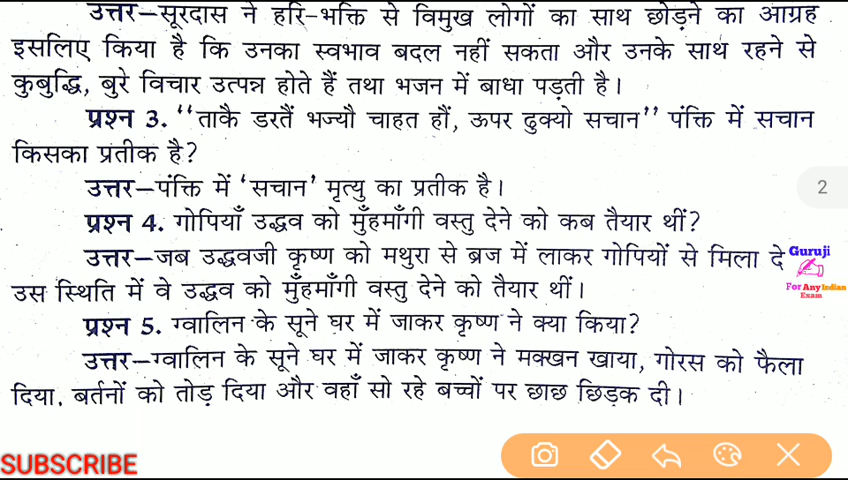 उत्तर–सूरदास ने हरि-भक्ति से विमुख लोगों का साथ छोड़ने का आग्रह
इसलिए किया है कि उनका स्वभाव बदल नहीं सकता और उनके साथ रहने से
कुबुद्धि, बुरे विचार उत्पन्न होते हैं तथा भजन में बाधा पड़ती है।
प्रश्न 3. ‘‘ताकै डरतैं भज्यौ चाहत हौं, ऊपर ढुक्यो सचान’’ पंक्ति में सचान
किसका प्रतीक है?
उत्तर–पंक्ति में ‘सचान’ मृत्यु का प्रतीक है।
2
प्रश्न 4. गोपियाँ उद्धव को मुँहमाँगी वस्तु देने को कब तैयार थीं?
उत्तर–जब उद्धवजी कृष्ण को मथुरा से ब्रज में लाकर गोपियों से मिला दे
Guruji
For Any Indian
Exam
उस स्थिति में वे उद्धव को मुँहमाँगी वस्तु देने को तैयार थीं।
प्रश्न 5. ग्वालिन के सूने घर में जाकर कृष्ण ने क्या किया?
उत्तर–ग्वालिन के सूने घर में जाकर कृष्ण ने मक्खन खाया, गोरस को फैला
दिया, बर्तनों को तोड़ दिया और वहाँ सो रहे बच्चों पर छाछ छिड़क दी।
SUBSCRIBE